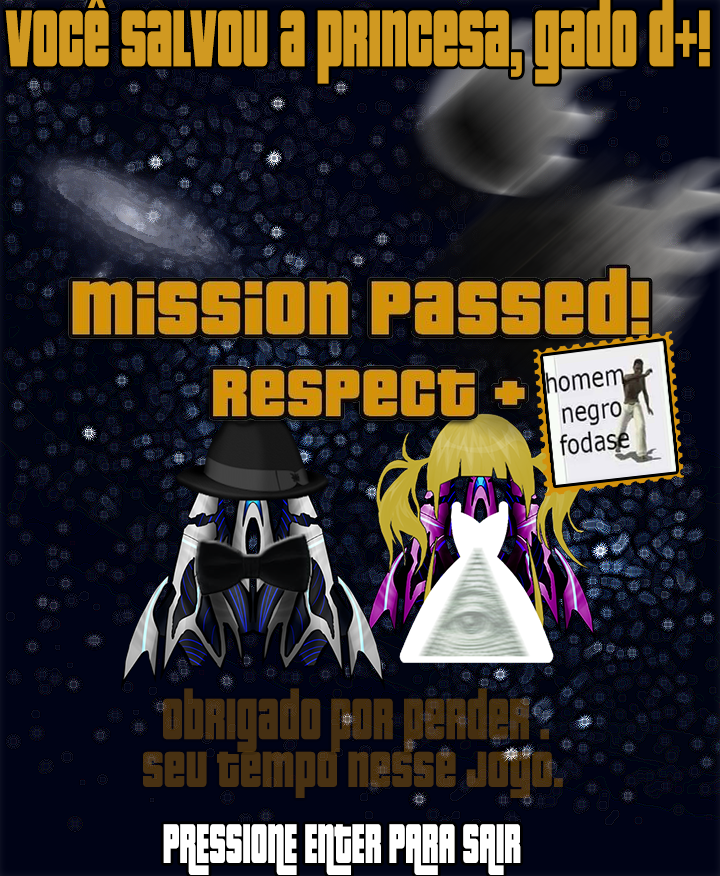 Você salvou a princesa, gado d+!
mission passed!
Respect +
homem
negro
fodase
obrigado por perder .
seu tempo nesse jogo.
PRESSIONE ENTER PARA SAIR